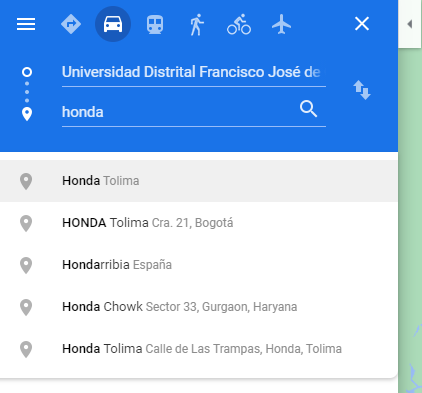 Universidad Distrital Francisco José de
honda
Honda Tolima
HONDA Tolima Cra. 21, Bogotá
Hondarribia España
Honda Chowk Sector 33, Gurgaon, Haryana
Honda Tolima Calle de Las Trampas, Honda, Tolima